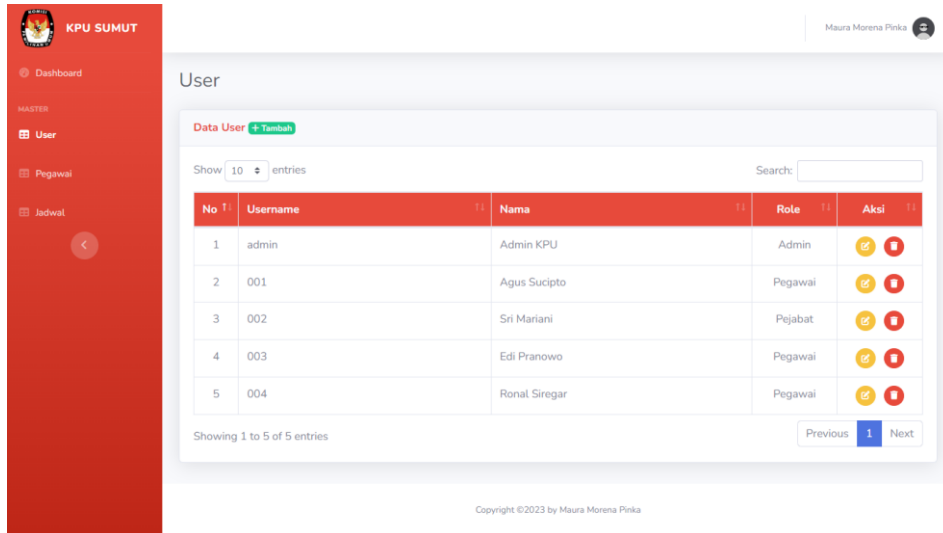 KPU SUMUT
Maura Morena Pinka
Dashboard
MASTER
User
Pegawai
Jadwal
User
Data User + Tambah
Show 10 entries
Search:
No Username Nama Role Aksi
1 admin Admin KPU Admin
2 001 Agus Sucipto Pegawai
3 002 Sri Mariani Pejabat
4 003 Edi Pranowo Pegawai
5 004 Ronal Siregar Pegawai
Showing 1 to 5 of 5 entries
Previous 1 Next
Copyright ©2023 by Maura Morena Pinka